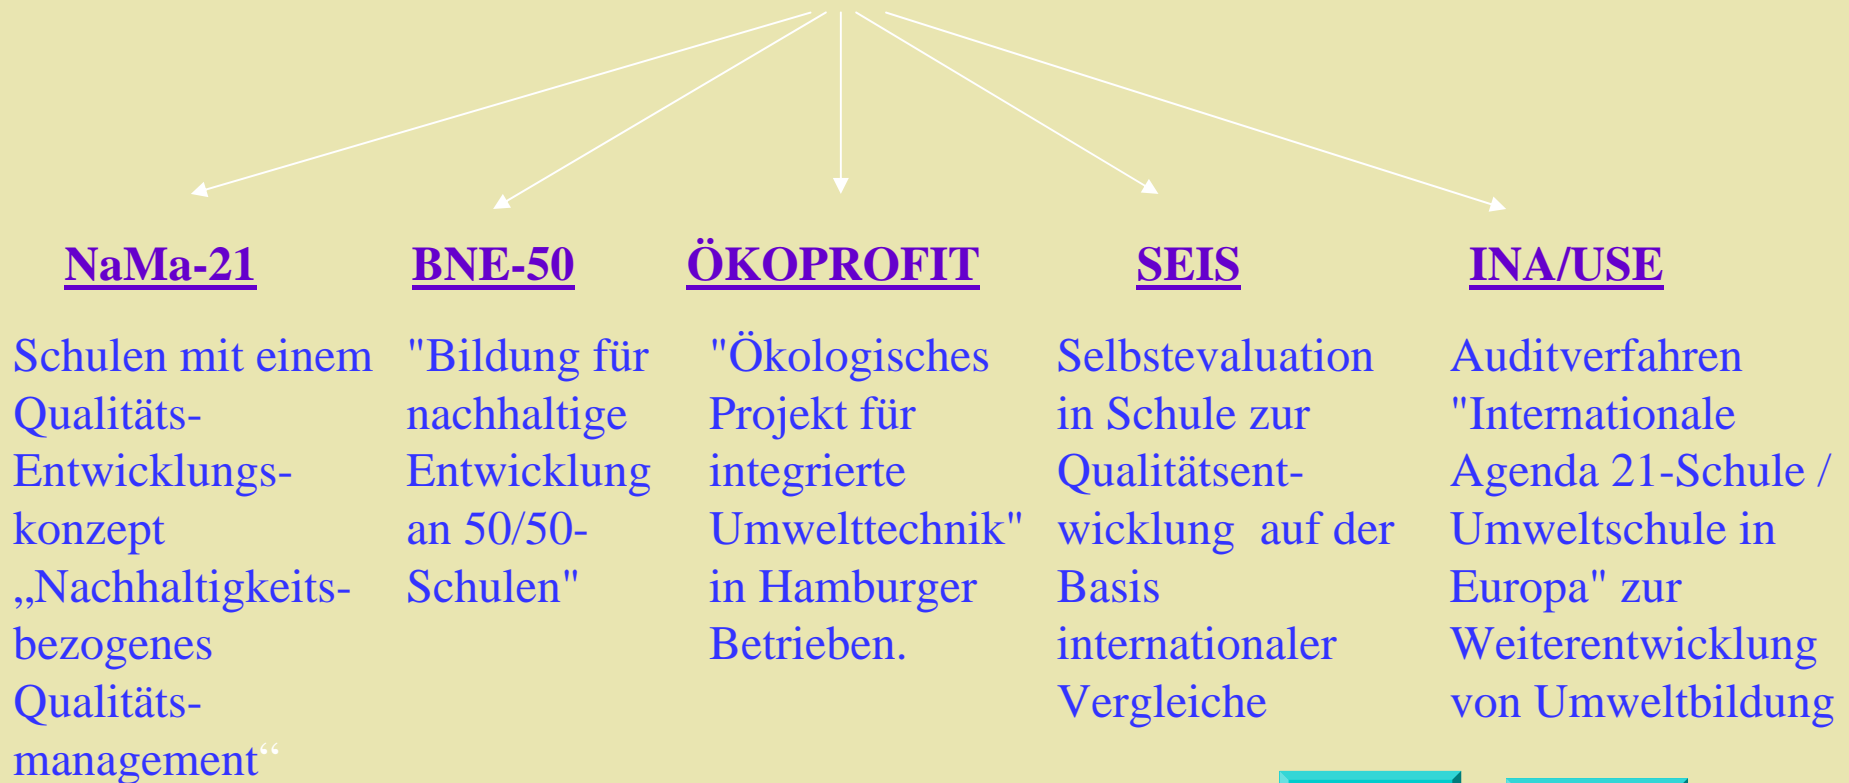 NaMa-21
Schulen mit einem
Qualitäts-
Entwicklungs-
konzept
„Nachhaltigkeits-
bezogenes
Qualitäts-
management“
BNE-50
"Bildung für
nachhaltige
Entwicklung
an 50/50-
Schulen"
ÖKOPROFIT
"Ökologisches
Projekt für
integrierte
Umwelttechnik"
in Hamburger
Betrieben.
SEIS
Selbstevaluation
in Schule zur
Qualitätsent-
wicklung  auf der
Basis
internationaler
Vergleiche
INA/USE
Auditverfahren
"Internationale
Agenda 21-Schule /
Umweltschule in
Europa" zur
Weiterentwicklung
von Umweltbildung